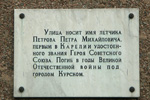 Улица носит имя летчика
Петрова Петра Михайловича,
первым в Карелии удостоен-
ного звания Героя Советского
Союза. Погиб в годы Великой
Отечественной войны под
городом Курском.